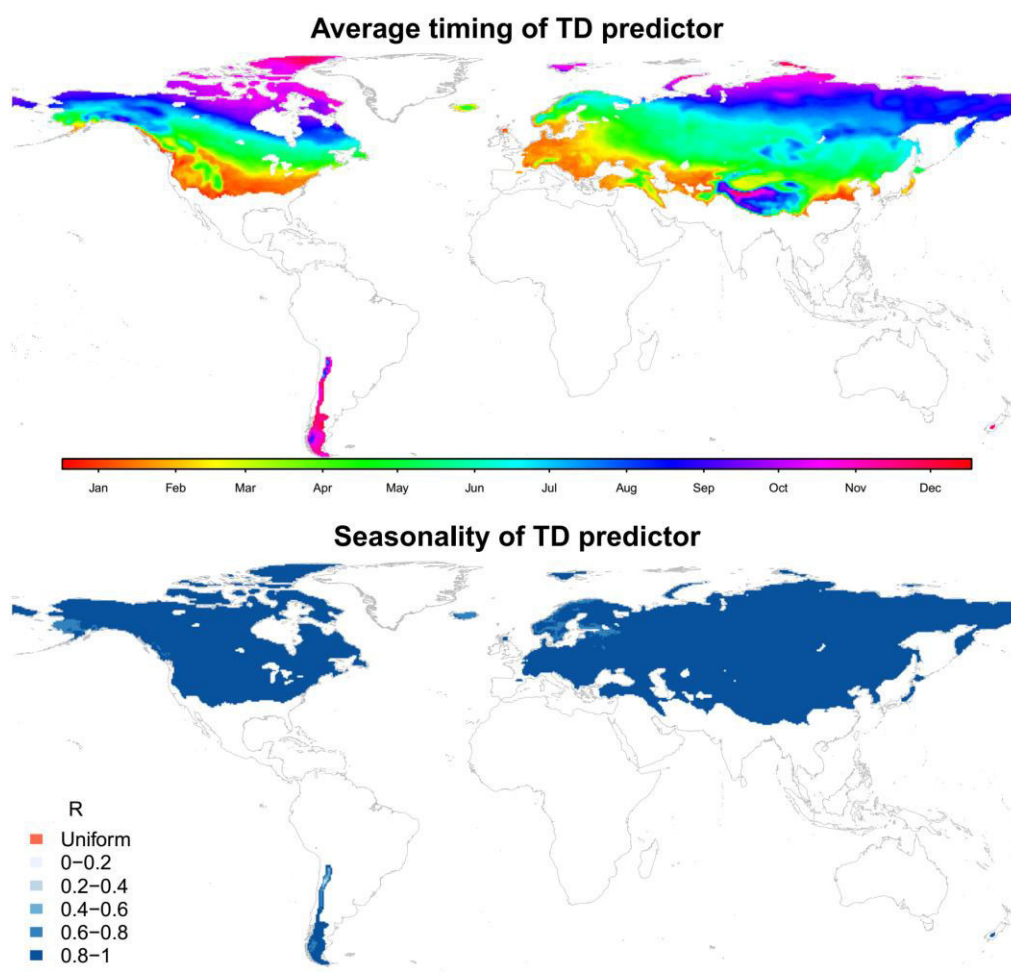 Average timing of TD predictor
Jan Feb Mar Apr May Jun Jul Aug Sep Oct Nov Dec
Seasonality of TD predictor
R
Uniform
0−0.2
0.2−0.4
0.4−0.6
0.6−0.8
0.8−1